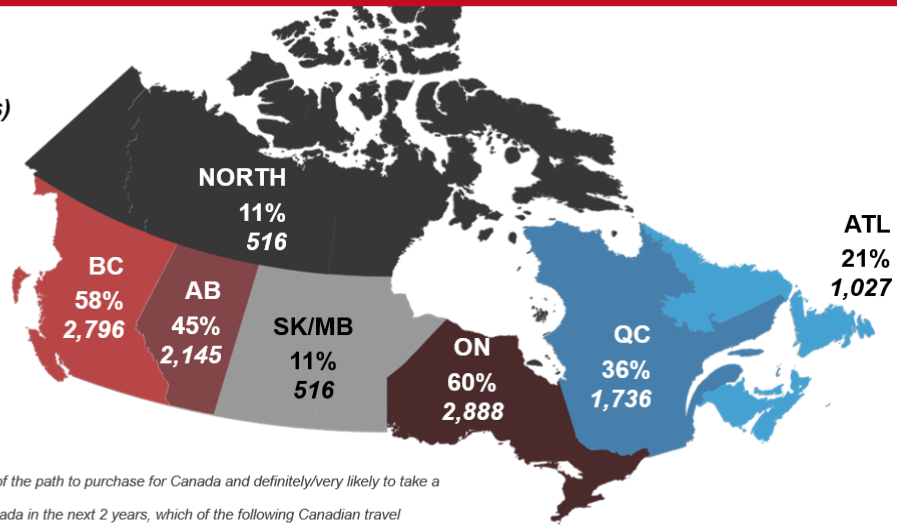 s)
NORTH
11%
516
BC
58%
2,796
AB
45%
2,145
SK/MB
11%
516
ON
60%
2,888
QC
36%
1,736
ATL
21%
1,027
of the path to purchase for Canada and definitely/very likely to take a
ada in the next 2 years, which of the following Canadian travel